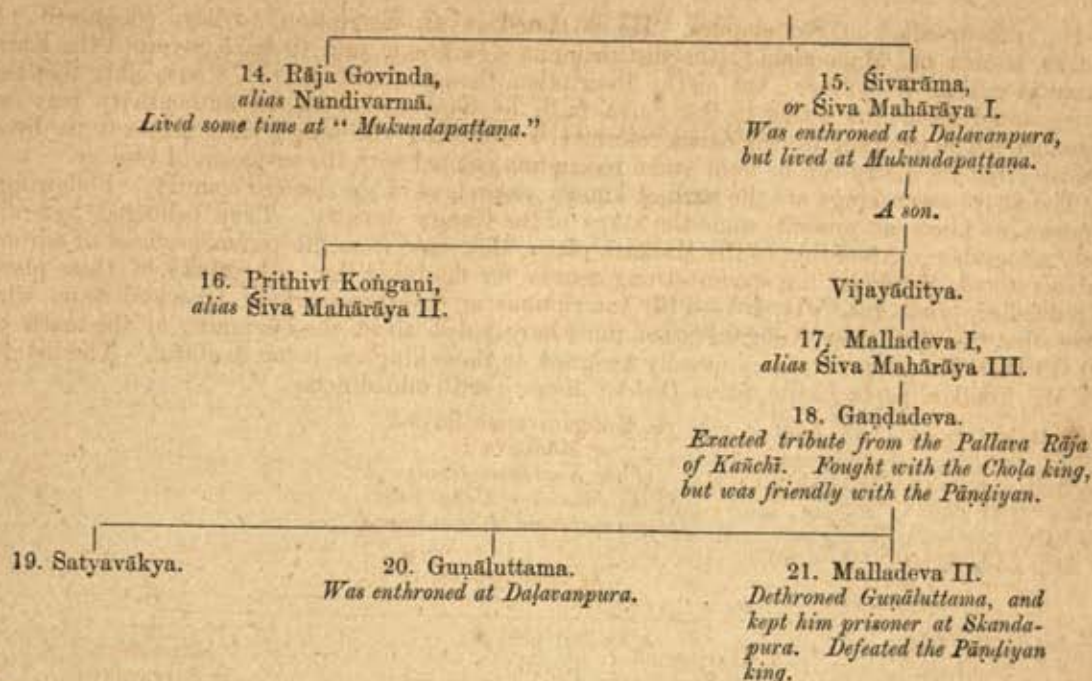 14. Rāja Govinda,
alias Nandivarmā.
Lived some time at “ Mukundapaṭṭaṇa.”
15. Śivarāma,
or Śiva Mahārāya I.
Was enthroned at Daḷavanpura,
but lived at Mukundapaṭṭaṇa.
A son.
16. Pṛithivī Koṅgaṇi,
alias Śiva Mahārāya II.
Vijayāditya.
17. Malladeva I,
alias Śiva Mahārāya III.
18. Gaṇḍadeva.
Exacted tribute from the Pallava Rāja
of Kañchī. Fought with the Choḷa king,
but was friendly with the Pāṇḍiyan.
19. Satyavākya.
20. Guṇāluttama.
Was enthroned at Daḷavanpura.
21. Malladeva II.
Dethroned Guṇāluttama, and
kept him prisoner at Skanda-
pura. Defeated the Pāṇḍiyan
king.